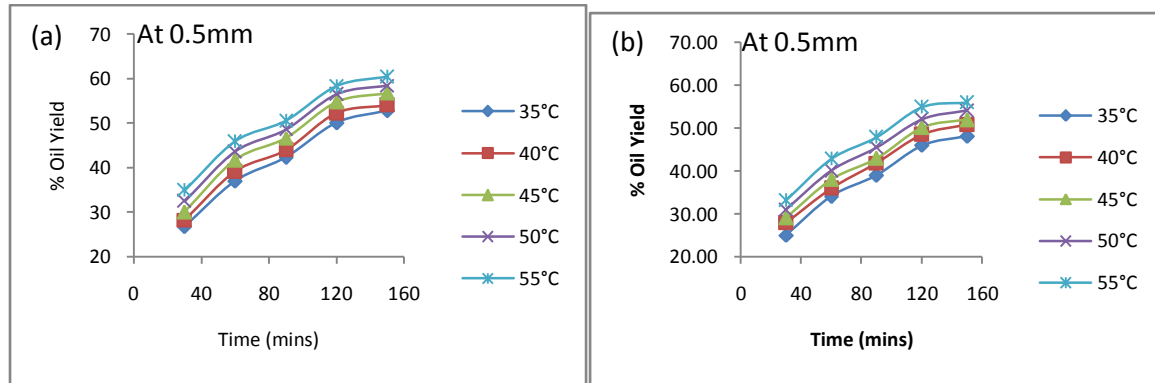 (a)
At 0.5mm
70
60
50
40
30
20
% Oil Yield
0
40
80
120
160
Time (mins)
35°C
40°C
45°C
50°C
55°C
(b)
At 0.5mm
70.00
60.00
50.00
40.00
30.00
20.00
% Oil Yield
0
40
80
120
160
Time (mins)
35°C
40°C
45°C
50°C
55°C